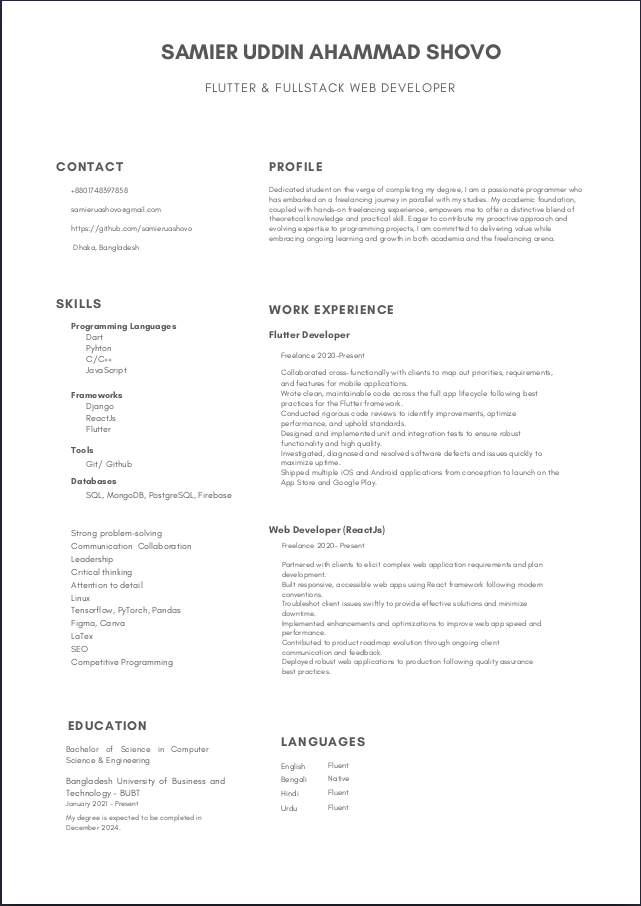 SAMIER UDDIN AHAMMAD SHOVO
FLUTTER & FULLSTACK WEB DEVELOPER
CONTACT
+8801748397858
samieruashovo@gmail.com
https://github.com/samieruashovo
Dhaka, Bangladesh
PROFILE
Dedicated student on the verge of completing my degree, I am a passionate programmer who
has embarked on a freelancing journey in parallel with my studies. My academic foundation,
coupled with hands-on freelancing experience, empowers me to offer a distinctive blend of
theoretical knowledge and practical skill. Eager to contribute my proactive approach and
evolving expertise to programming projects, I am committed to delivering value while
embracing ongoing learning and growth in both academia and the freelancing arena.
SKILLS
Programming Languages
Dart
Pyhton
C/C++
JavaScript
Frameworks
Django
ReactJs
Flutter
Tools
Git/ Github
Databases
SQL, MongoDB, PostgreSQL, Firebase
Strong problem-solving
Communication Collaboration
Leadership
Critical thinking
Attention to detail
Linux
Tensorflow, PyTorch, Pandas
Figma, Canva
LaTex
SEO
Competitive Programming
WORK EXPERIENCE
Flutter Developer
Freelance 2020-Present
Collaborated cross-functionally with clients to map out priorities, requirements,
and features for mobile applications.
Wrote clean, maintainable code across the full app lifecycle following best
practices for the Flutter framework.
Conducted rigorous code reviews to identify improvements, optimize
performance, and uphold standards.
Designed and implemented unit and integration tests to ensure robust
functionality and high quality.
Investigated, diagnosed and resolved software defects and issues quickly to
maximize uptime.
Shipped multiple iOS and Android applications from conception to launch on the
App Store and Google Play.
Web Developer (ReactJs)
Freelance 2020- Present
Partnered with clients to elicit complex web application requirements and plan
development.
Built responsive, accessible web apps using React framework following modern
conventions.
Troubleshot client issues swiftly to provide effective solutions and minimize
downtime.
Implemented enhancements and optimizations to improve web app speed and
performance.
Contributed to product roadmap evolution through ongoing client
communication and feedback.
Deployed robust web applications to production following quality assurance
best practices.
EDUCATION
Bachelor of Science in Computer
Science & Engineering
Bangladesh University of Business and
Technology - BUBT
January 2021 - Present
My degree is expected to be completed in
December 2024.
LANGUAGES
English Fluent
Bengali Native
Hindi Fluent
Urdu Fluent